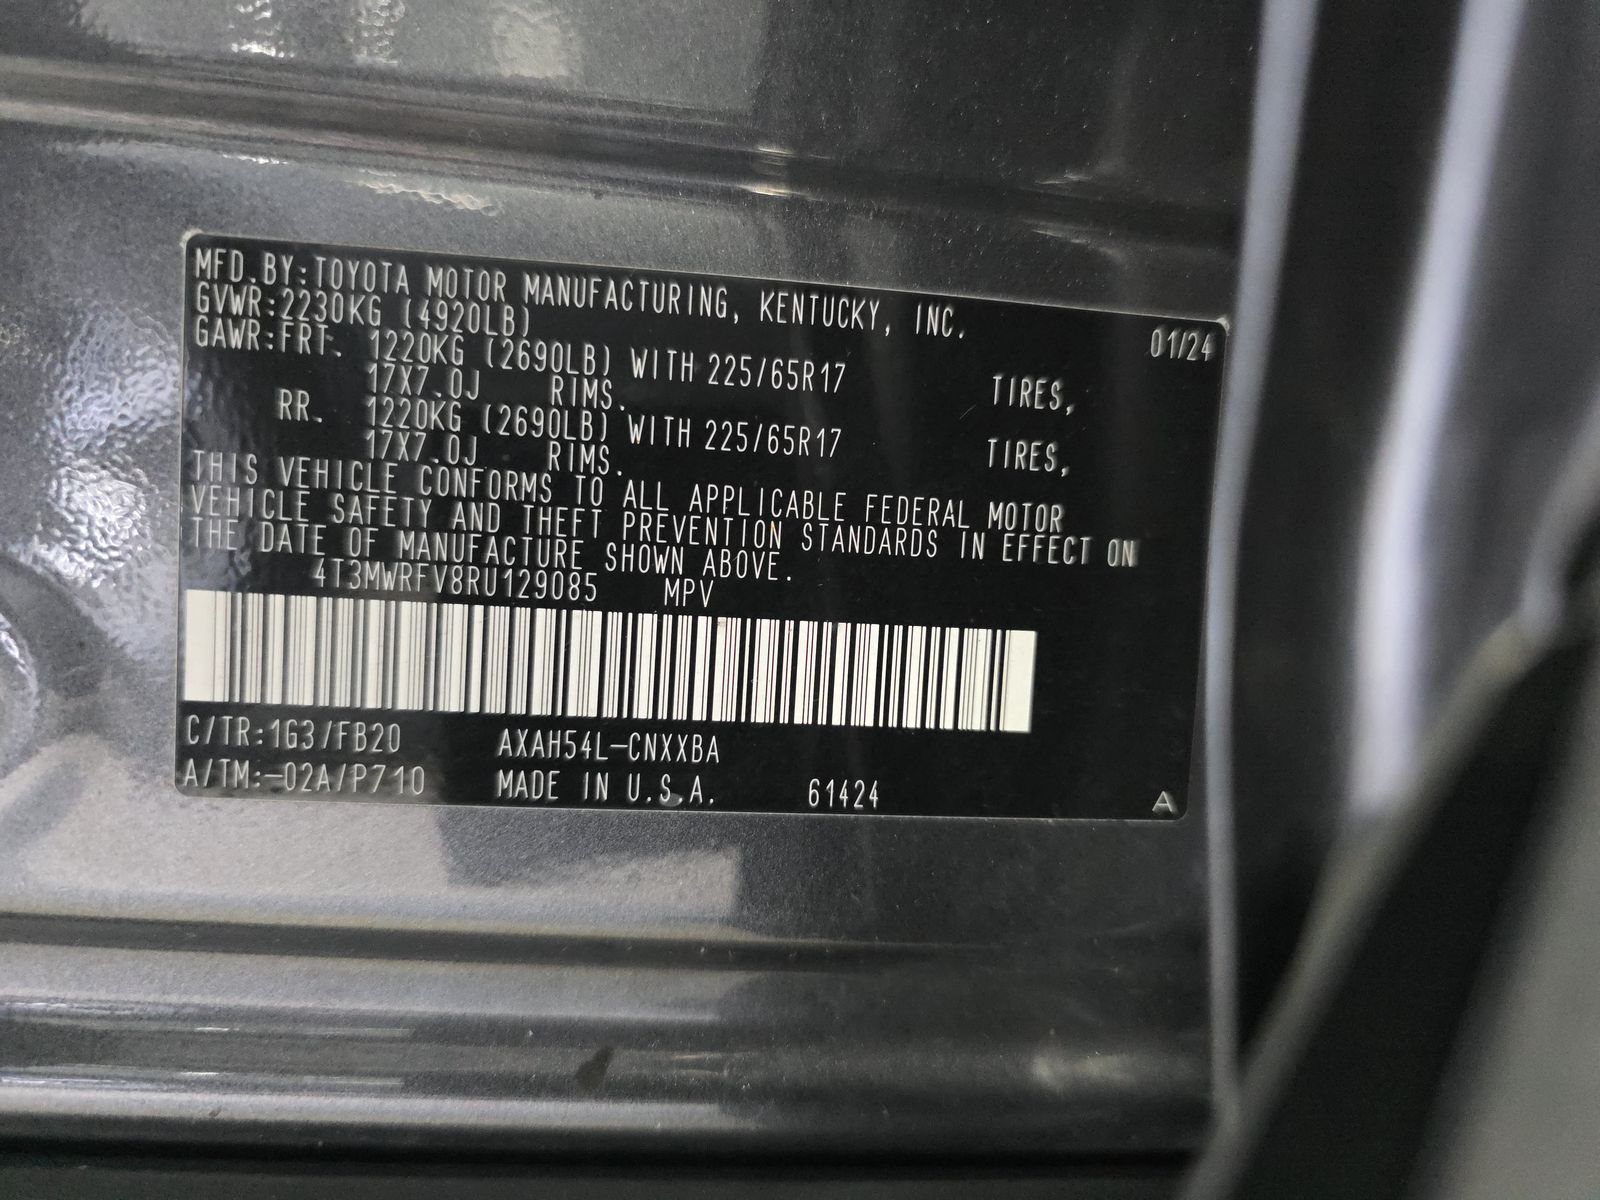 MFD.BY:TOYOTA MOTOR MANUFACTURING, KENTUCKY, INC.
GVWR:2230KG (4920LB) 01/24
GAWR:FRT. 1220KG (2690LB) WITH 225/65R17 TIRES,
17X7.0J RIMS.
RR. 1220KG (2690LB) WITH 225/65R17 TIRES,
17X7.0J RIMS.
THIS VEHICLE CONFORMS TO ALL APPLICABLE FEDERAL MOTOR
VEHICLE SAFETY AND THEFT PREVENTION STANDARDS IN EFFECT ON
THE DATE OF MANUFACTURE SHOWN ABOVE.
4T3MWRFV8RU129085 MPV
C/TR:1G3/FB20 AXAH54L-CNXXBA
A/TM:-02A/P710 MADE IN U.S.A. 61424 A